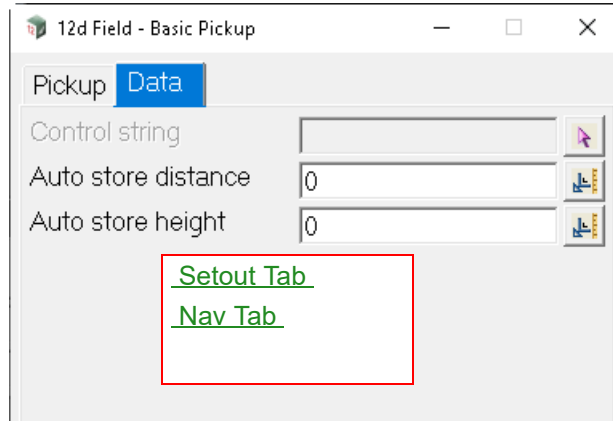 12d Field - Basic Pickup
Pickup Data
Control string
Auto store distance 0
Auto store height 0
Setout Tab
Nav Tab